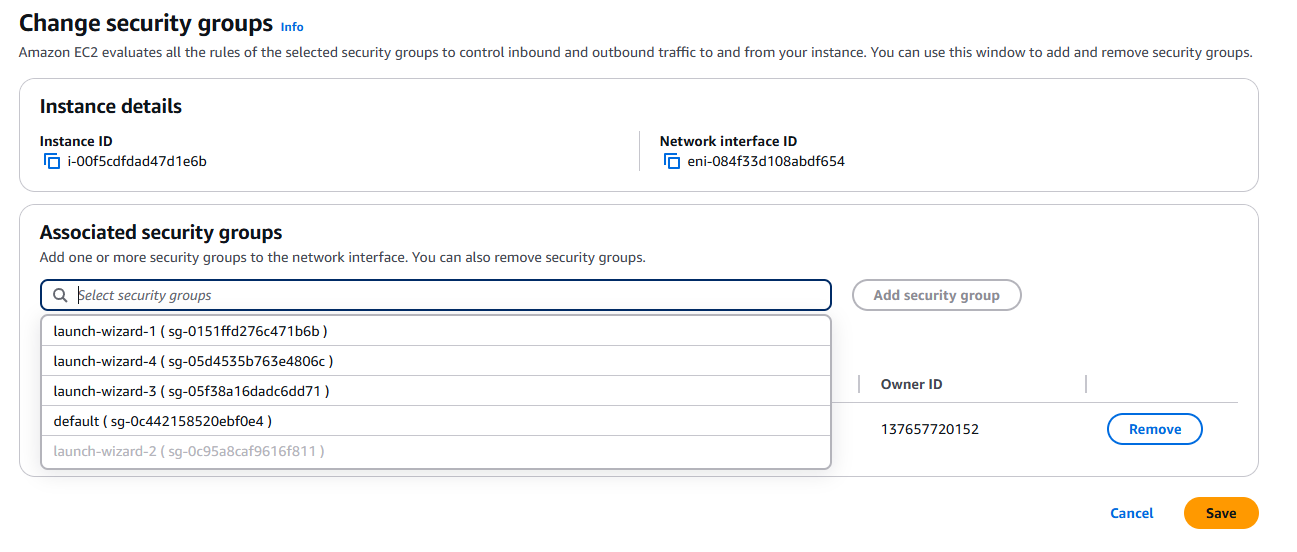 Change security groups Info
Amazon EC2 evaluates all the rules of the selected security groups to control inbound and outbound traffic to and from your instance. You can use this window to add and remove security groups.
Instance details
Instance ID
i-00f5cdfdad47d1e6b
Network interface ID
eni-084f33d108abdf654
Associated security groups
Add one or more security groups to the network interface. You can also remove security groups.
Select security groups
Add security group
launch-wizard-1 ( sg-0151ffd276c471b6b )
launch-wizard-4 ( sg-05d4535b763e4806c )
launch-wizard-3 ( sg-05f38a16dadc6dd71 )
default ( sg-0c442158520ebf0e4 )
launch-wizard-2 ( sg-0c95a8caf9616f811 )
Owner ID
137657720152
Remove
Cancel
Save